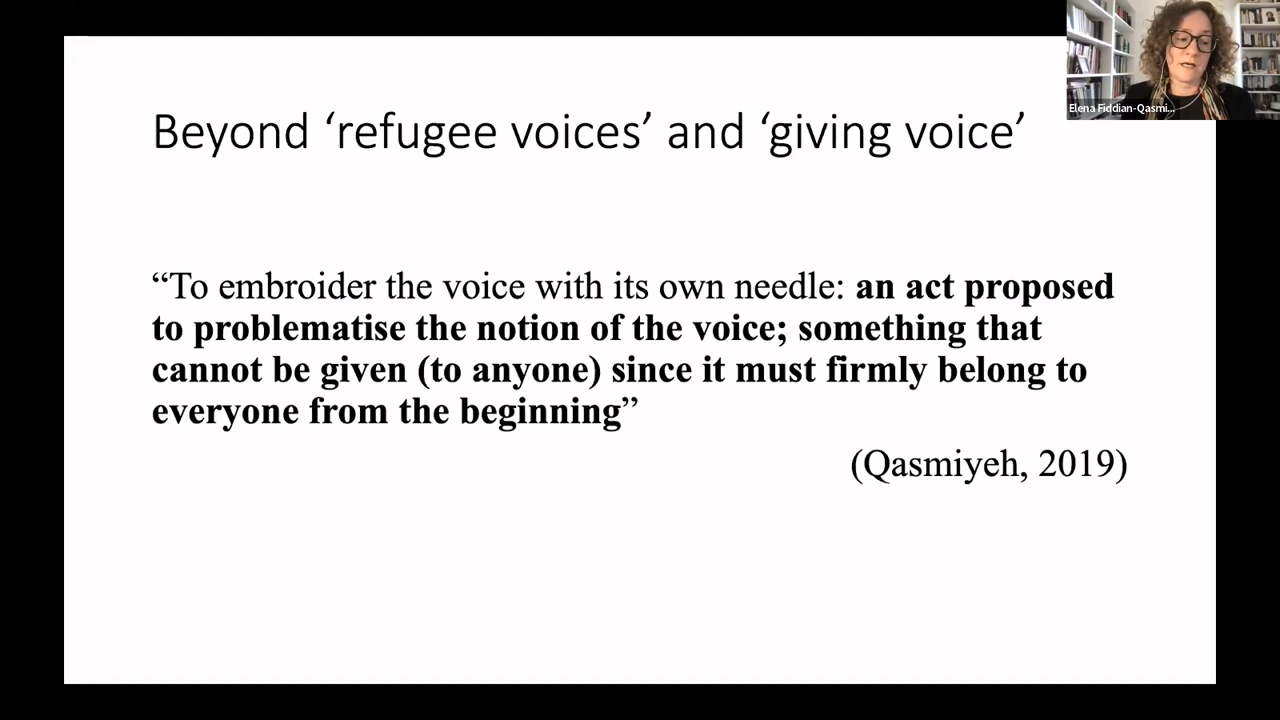 Elena Fiddian-Qasmi...
Beyond ‘refugee voices’ and ‘giving voice’
“To embroider the voice with its own needle: an act proposed
to problematise the notion of the voice; something that
cannot be given (to anyone) since it must firmly belong to
everyone from the beginning”
(Qasmiyeh, 2019)